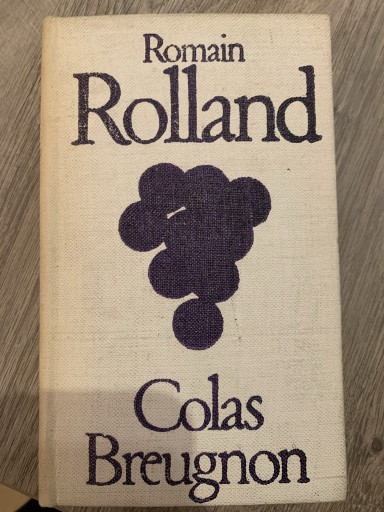 Romain
Rolland
Colas
Breugnon